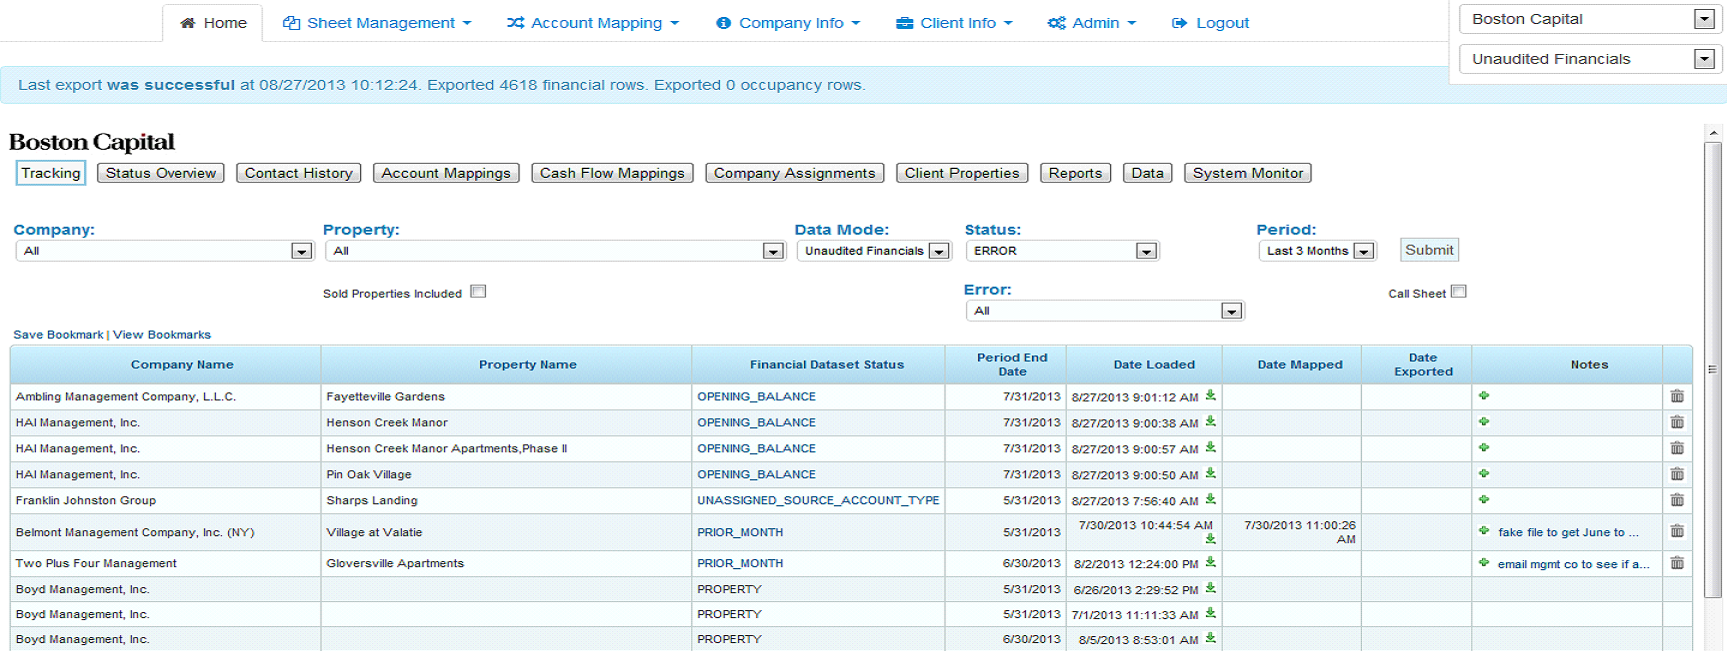 Home Sheet Management Account Mapping Company Info Client Info Admin Logout
Boston Capital
Unaudited Financials
Last export was successful at 08/27/2013 10:12:24. Exported 4618 financial rows. Exported 0 occupancy rows.
Boston Capital
Tracking Status Overview Contact History Account Mappings Cash Flow Mappings Company Assignments Client Properties Reports Data System Monitor
Company: Property: Data Mode: Status: Period:
All All Unaudited Financials ERROR Last 3 Months Submit
Sold Properties Included Error: Call Sheet
All
Save Bookmark | View Bookmarks
Company Name Property Name Financial Dataset Status Period End Date Date Loaded Date Mapped Date Exported Notes
Ambling Management Company, L.L.C. Fayetteville Gardens OPENING_BALANCE 7/31/2013 8/27/2013 9:01:12 AM
HAI Management, Inc. Henson Creek Manor OPENING_BALANCE 7/31/2013 8/27/2013 9:00:38 AM
HAI Management, Inc. Henson Creek Manor Apartments,Phase II OPENING_BALANCE 7/31/2013 8/27/2013 9:00:57 AM
HAI Management, Inc. Pin Oak Village OPENING_BALANCE 7/31/2013 8/27/2013 9:00:50 AM
Franklin Johnston Group Sharps Landing UNASSIGNED_SOURCE_ACCOUNT_TYPE 5/31/2013 8/27/2013 7:56:40 AM
Belmont Management Company, Inc. (NY) Village at Valatie PRIOR_MONTH 5/31/2013 7/30/2013 10:44:54 AM 7/30/2013 11:00:26 AM fake file to get June to ...
Two Plus Four Management Gloversville Apartments PRIOR_MONTH 6/30/2013 8/2/2013 12:24:00 PM email mgmt co to see if a...
Boyd Management, Inc. PROPERTY 5/31/2013 6/26/2013 2:29:52 PM
Boyd Management, Inc. PROPERTY 5/31/2013 7/1/2013 11:11:33 AM
Boyd Management, Inc. PROPERTY 6/30/2013 8/5/2013 8:53:01 AM